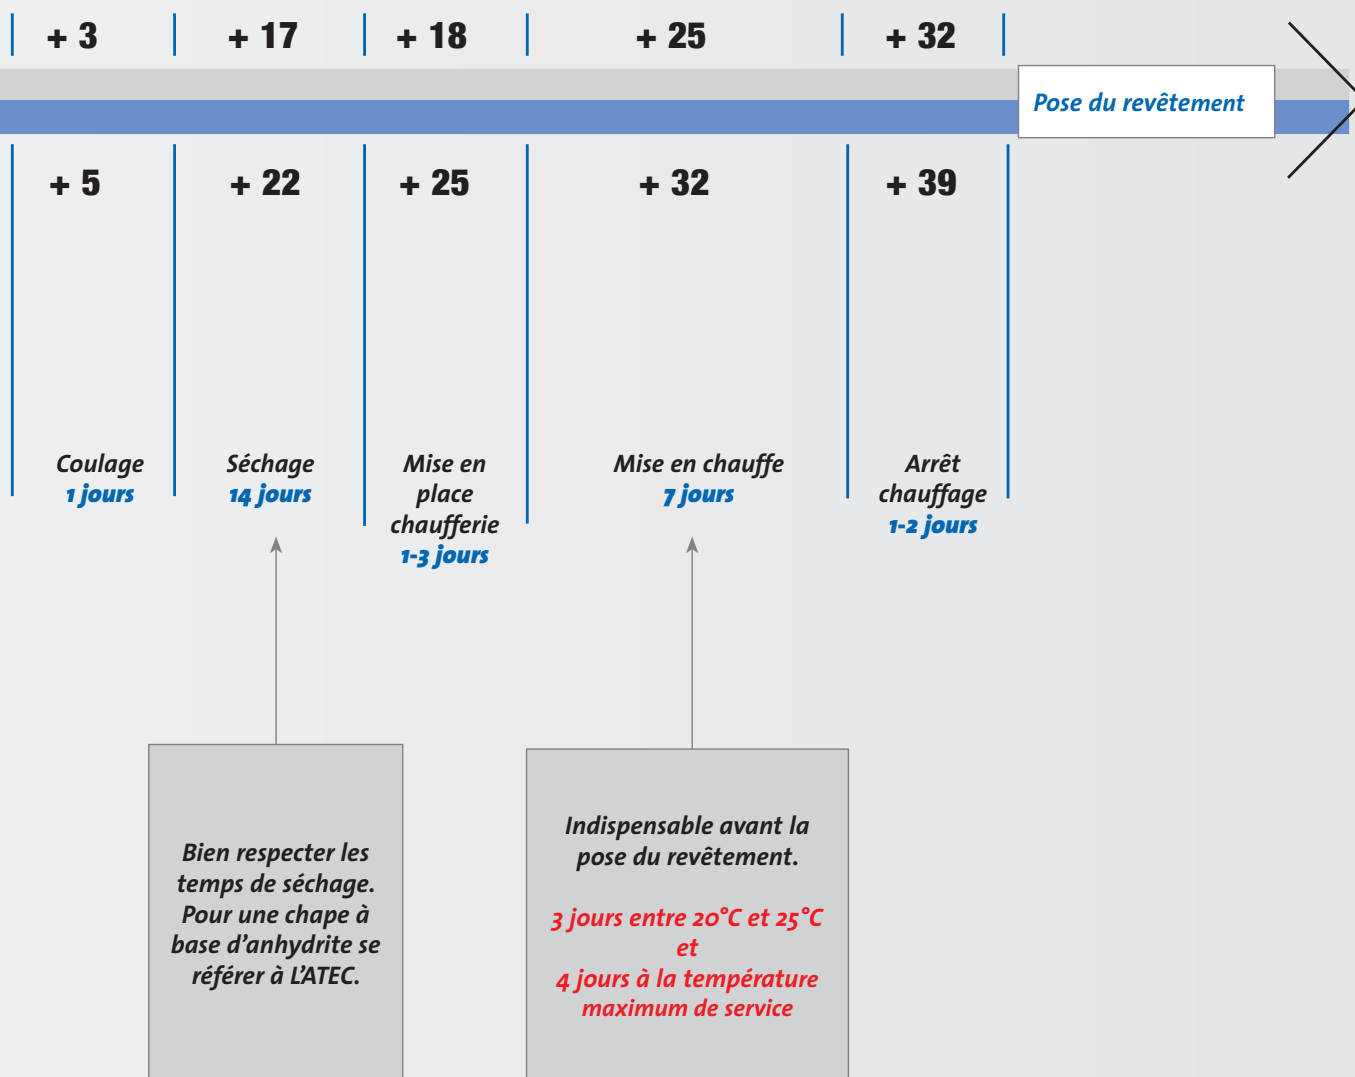 + 3
+ 17
+ 18
+ 25
+ 32
Pose du revêtement
+ 5
+ 22
+ 25
+ 32
+ 39
Coulage
1 jours
Séchage
14 jours
Mise en
place
chaufferie
1-3 jours
Mise en chauffe
7 jours
Arrêt
chauffage
1-2 jours
Bien respecter les
temps de séchage.
Pour une chape à
base d'anhydrite se
référer à L'ATEC.
Indispensable avant la
pose du revêtement.
3 jours entre 20°C et 25°C
et
4 jours à la température
maximum de service